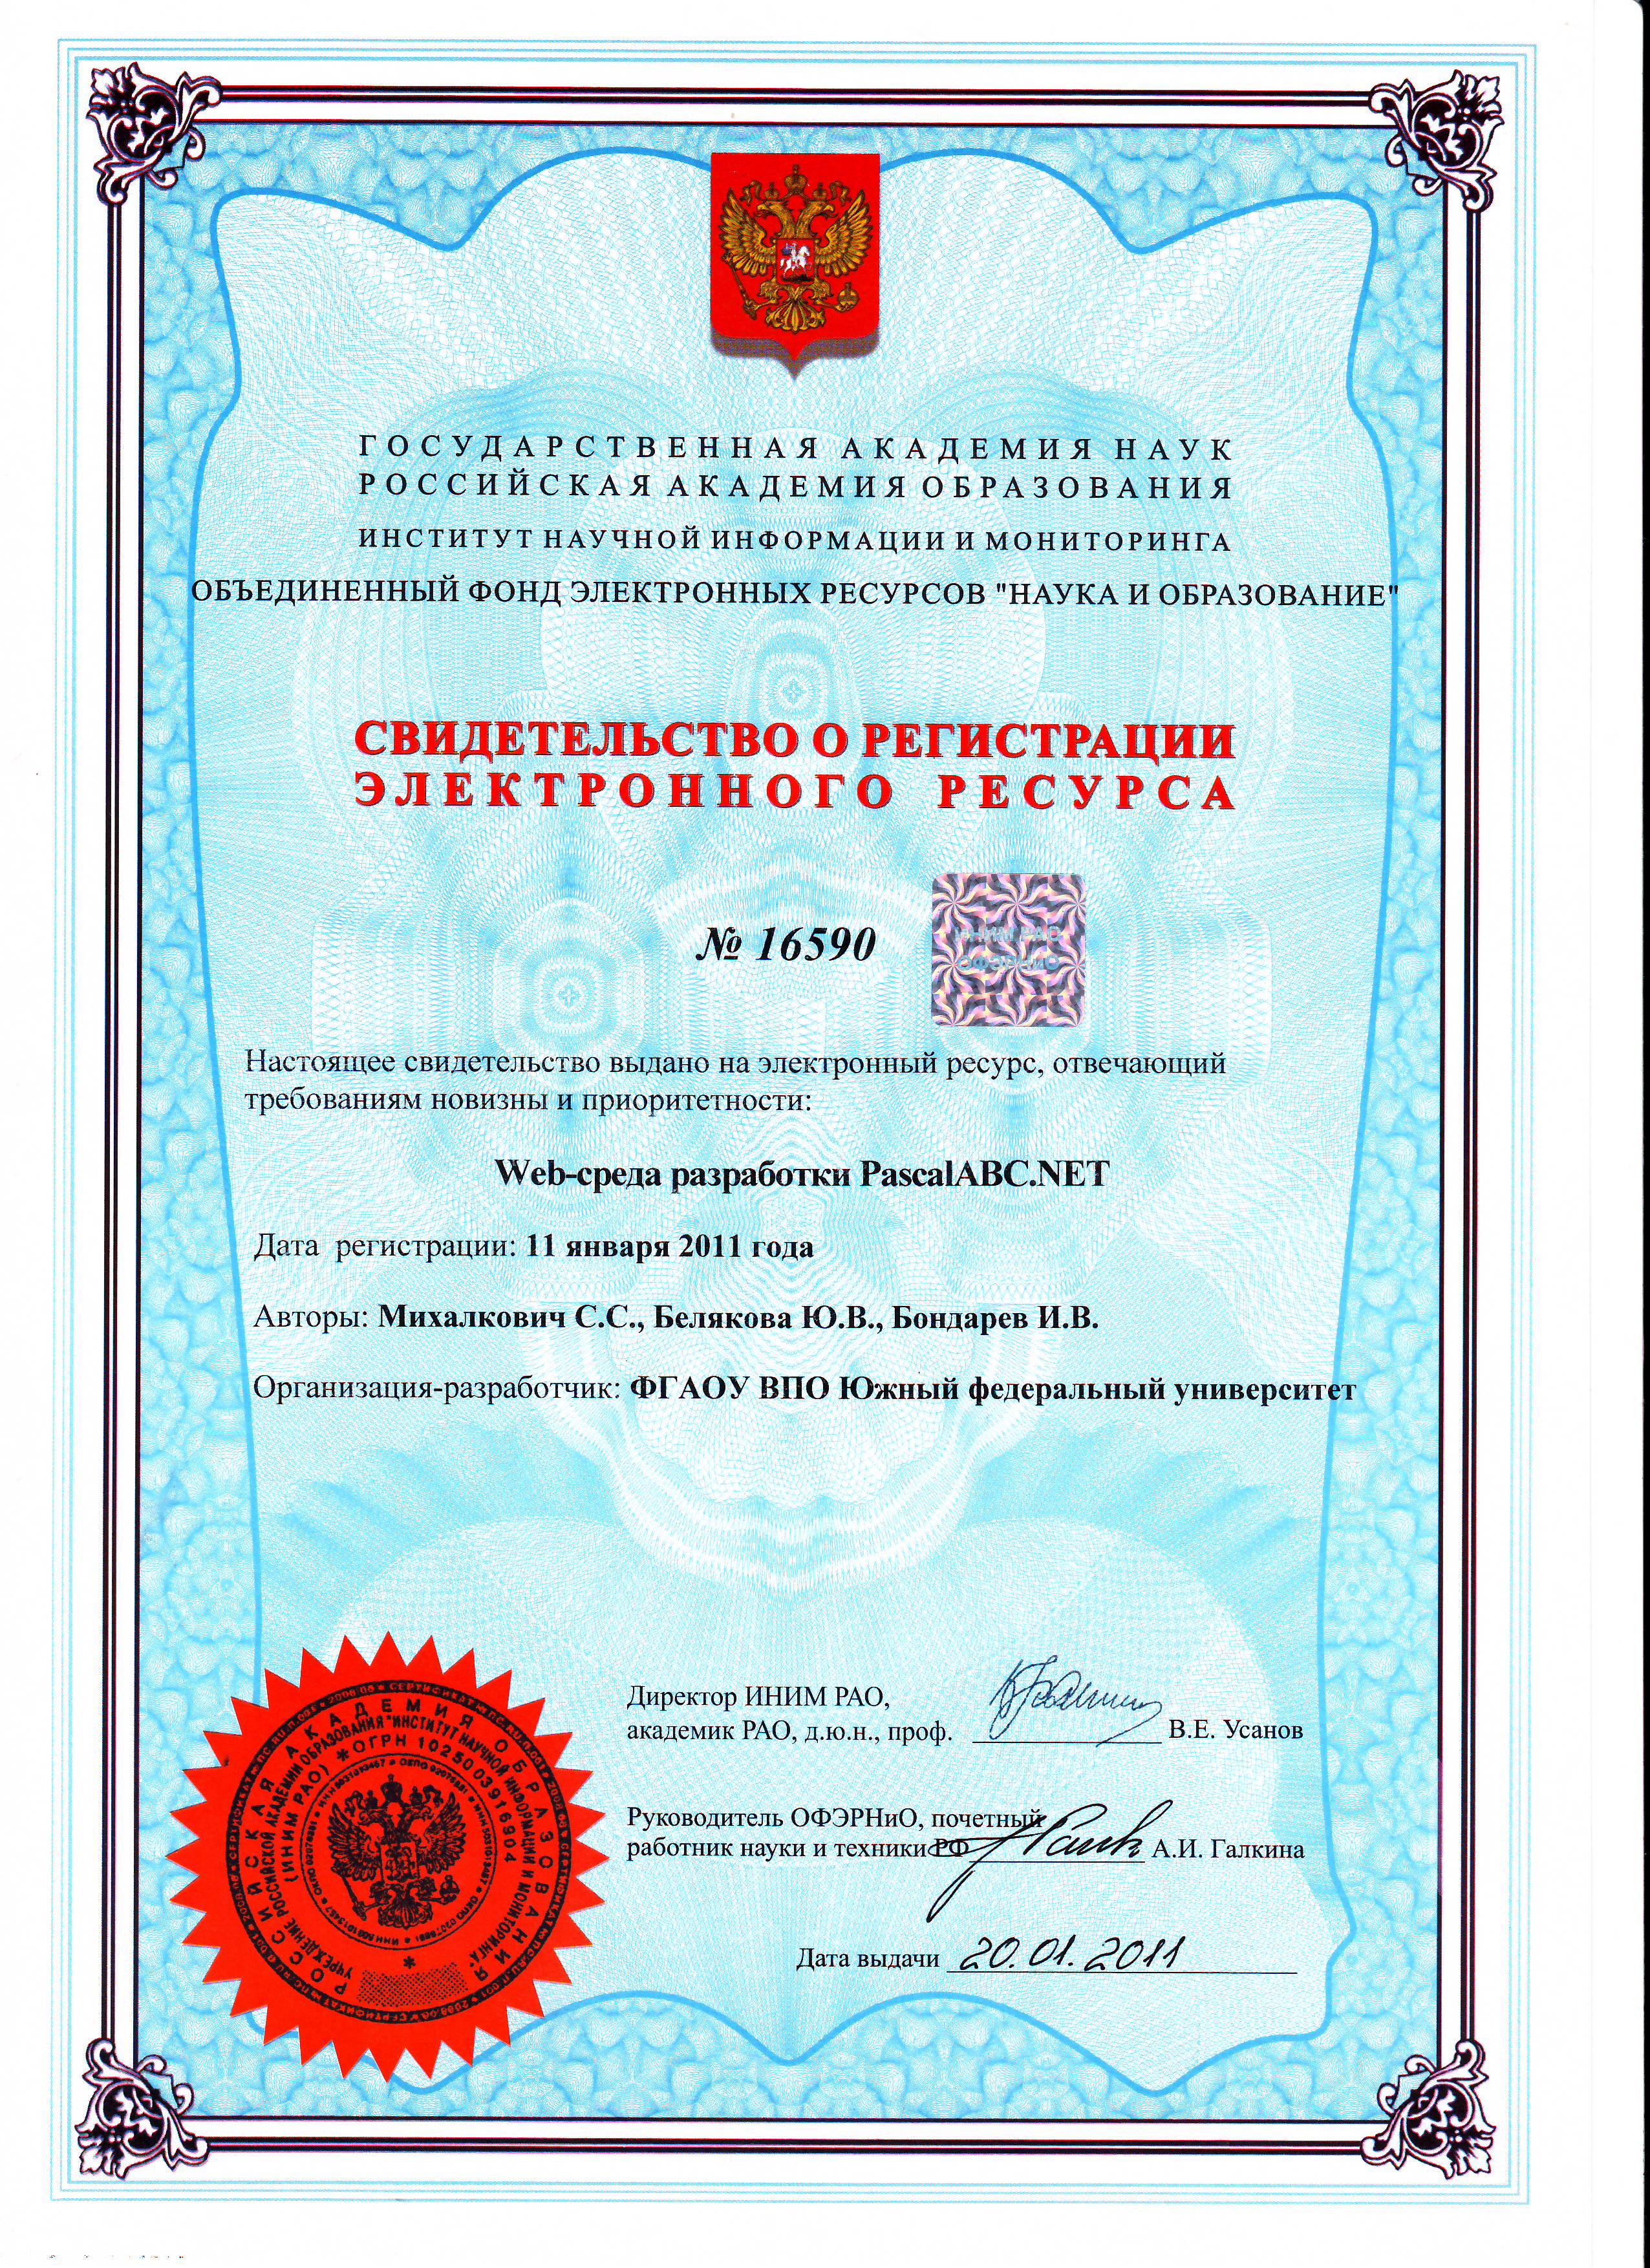 ГОСУДАРСТВЕННАЯ АКАДЕМИЯ НАУК
РОССИЙСКАЯ АКАДЕМИЯ ОБРАЗОВАНИЯ
ИНСТИТУТ НАУЧНОЙ ИНФОРМАЦИИ И МОНИТОРИНГА
ОБЪЕДИНЕННЫЙ ФОНД ЭЛЕКТРОННЫХ РЕСУРСОВ "НАУКА И ОБРАЗОВАНИЕ"
СВИДЕТЕЛЬСТВО О РЕГИСТРАЦИИ
ЭЛЕКТРОННОГО РЕСУРСА
№ 16590
ИНИМ РАО
ОФЭРНиО
Настоящее свидетельство выдано на электронный ресурс, отвечающий
требованиям новизны и приоритетности:
Web-среда разработки PascalABC.NET
Дата регистрации: 11 января 2011 года
Авторы: Михалкович С.С., Белякова Ю.В., Бондарев И.В.
Организация-разработчик: ФГАОУ ВПО Южный федеральный университет
Директор ИНИМ РАО,
академик РАО, д.ю.н., проф. В.Е. Усанов
Руководитель ОФЭРНиО, почетный
работник науки и техники РФ А.И. Галкина
Дата выдачи 20.01.2011
РОССИЙСКАЯ АКАДЕМИЯ ОБРАЗОВАНИЯ
УЧРЕЖДЕНИЕ РОССИЙСКОЙ АКАДЕМИИ ОБРАЗОВАНИЯ "ИНСТИТУТ НАУЧНОЙ ИНФОРМАЦИИ И МОНИТОРИНГА"
(ИНИМ РАО) * ОГРН 1025003916904